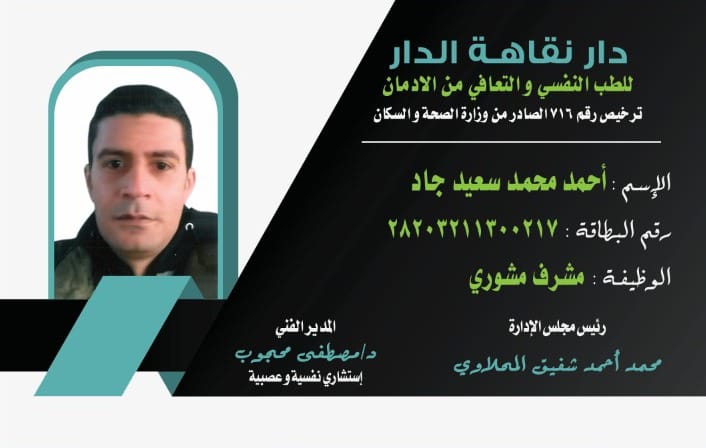 دار نقاهة الدار
للطب النفسي والتعافي من الادمان
ترخيص رقم ٧١٦ الصادر من وزارة الصحة والسكان
الإسم : أحمد محمد سعيد جاد
رقم البطاقة : ٢٨٢٠٣٢١١٣٠٠٢١٧
الوظيفة : مشرف مشوري
رئيس مجلس الإدارة
محمد أحمد شفيق المحلاوي
المدير الفني
د/مصطفى محجوب
إستشاري نفسية وعصبية